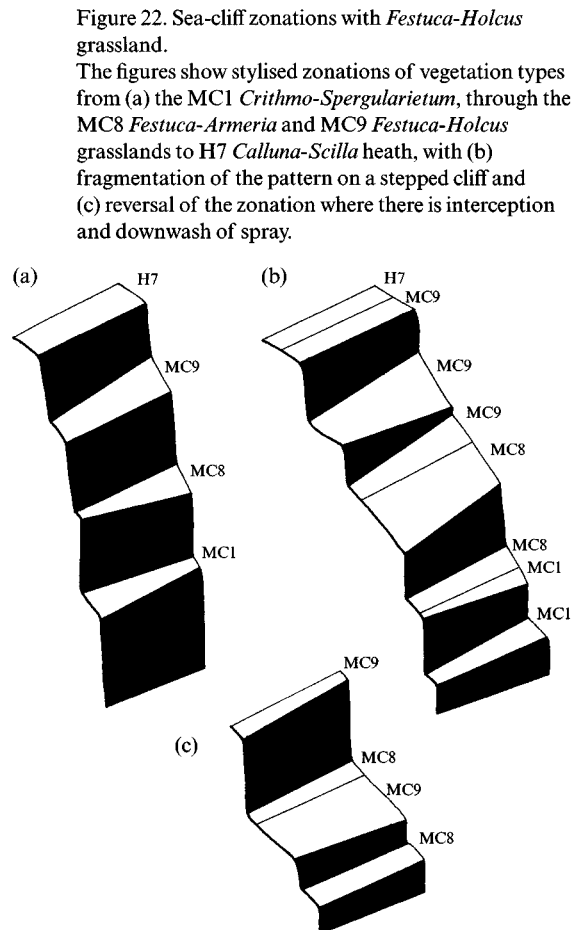 Figure 22. Sea-cliff zonations with Festuca-Holcus
grassland.
The figures show stylised zonations of vegetation types
from (a) the MC1 Crithmo-Spergularietum, through the
MC8 Festuca-Armeria and MC9 Festuca-Holcus
grasslands to H7 Calluna-Scilla heath, with (b)
fragmentation of the pattern on a stepped cliff and
(c) reversal of the zonation where there is interception
and downwash of spray.
(a)
H7
MC9
MC8
MC1
(b)
H7
MC9
MC9
MC9
MC8
MC8
MC1
MC1
(c)
MC9
MC8
MC9
MC8